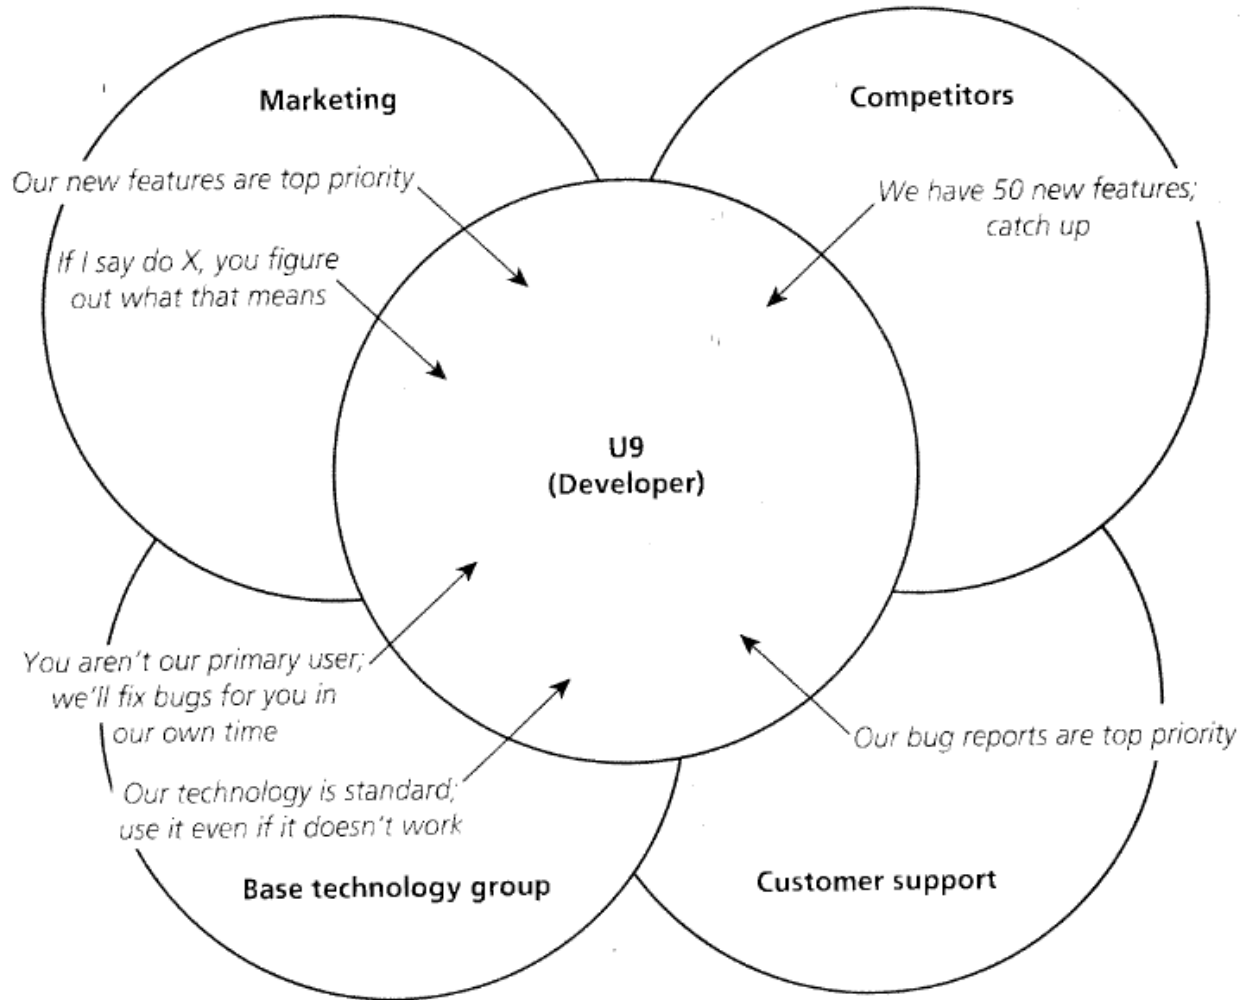 Marketing
Competitors
Our new features are top priority
We have 50 new features;
catch up
If I say do X, you figure
out what that means
U9
(Developer)
You aren't our primary user;
we'll fix bugs for you in
our own time
Our bug reports are top priority
Our technology is standard;
use it even if it doesn't work
Base technology group
Customer support